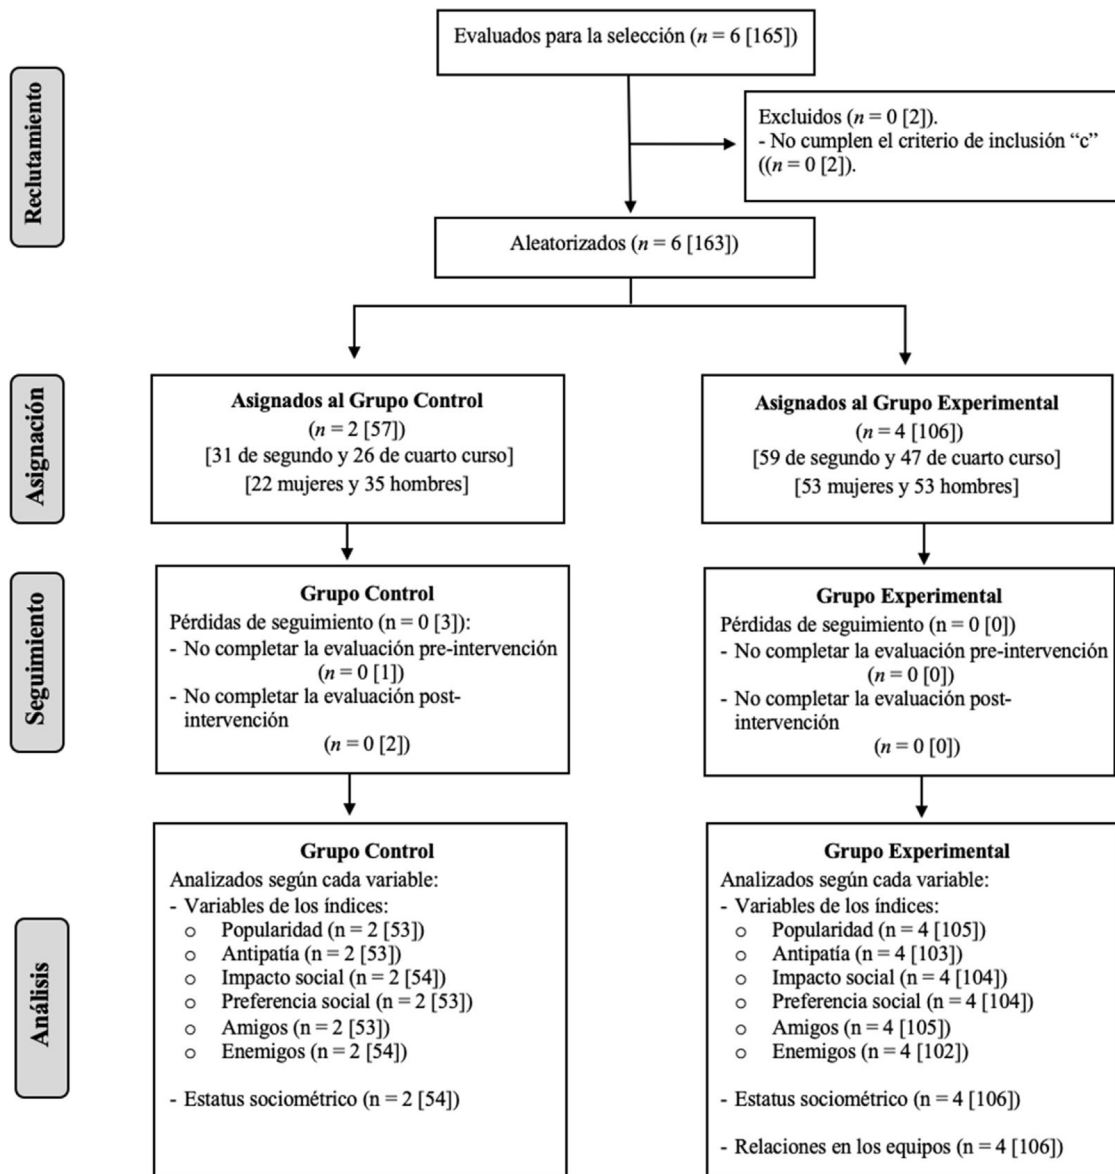 Evaluados para la selección (n = 6 [165])
Reclutamiento
Excluidos (n = 0 [2]).
- No cumplen el criterio de inclusión “c”
((n = 0 [2]).
Aleatorizados (n = 6 [163])
Asignación
Asignados al Grupo Control
(n = 2 [57])
[31 de segundo y 26 de cuarto curso]
[22 mujeres y 35 hombres]
Asignados al Grupo Experimental
(n = 4 [106])
[59 de segundo y 47 de cuarto curso]
[53 mujeres y 53 hombres]
Seguimiento
Grupo Control
Pérdidas de seguimiento (n = 0 [3]):
- No completar la evaluación pre-intervención
(n = 0 [1])
- No completar la evaluación post-
intervención
(n = 0 [2])
Grupo Experimental
Pérdidas de seguimiento (n = 0 [0])
- No completar la evaluación pre-intervención
(n = 0 [0])
- No completar la evaluación post-
intervención
(n = 0 [0])
Análisis
Grupo Control
Analizados según cada variable:
- Variables de los índices:
o Popularidad (n = 2 [53])
o Antipatía (n = 2 [53])
o Impacto social (n = 2 [54])
o Preferencia social (n = 2 [53])
o Amigos (n = 2 [53])
o Enemigos (n = 2 [54])
- Estatus sociométrico (n = 2 [54])
Grupo Experimental
Analizados según cada variable:
- Variables de los índices:
o Popularidad (n = 4 [105])
o Antipatía (n = 4 [103])
o Impacto social (n = 4 [104])
o Preferencia social (n = 4 [104])
o Amigos (n = 4 [105])
o Enemigos (n = 4 [102])
- Estatus sociométrico (n = 4 [106])
- Relaciones en los equipos (n = 4 [106])